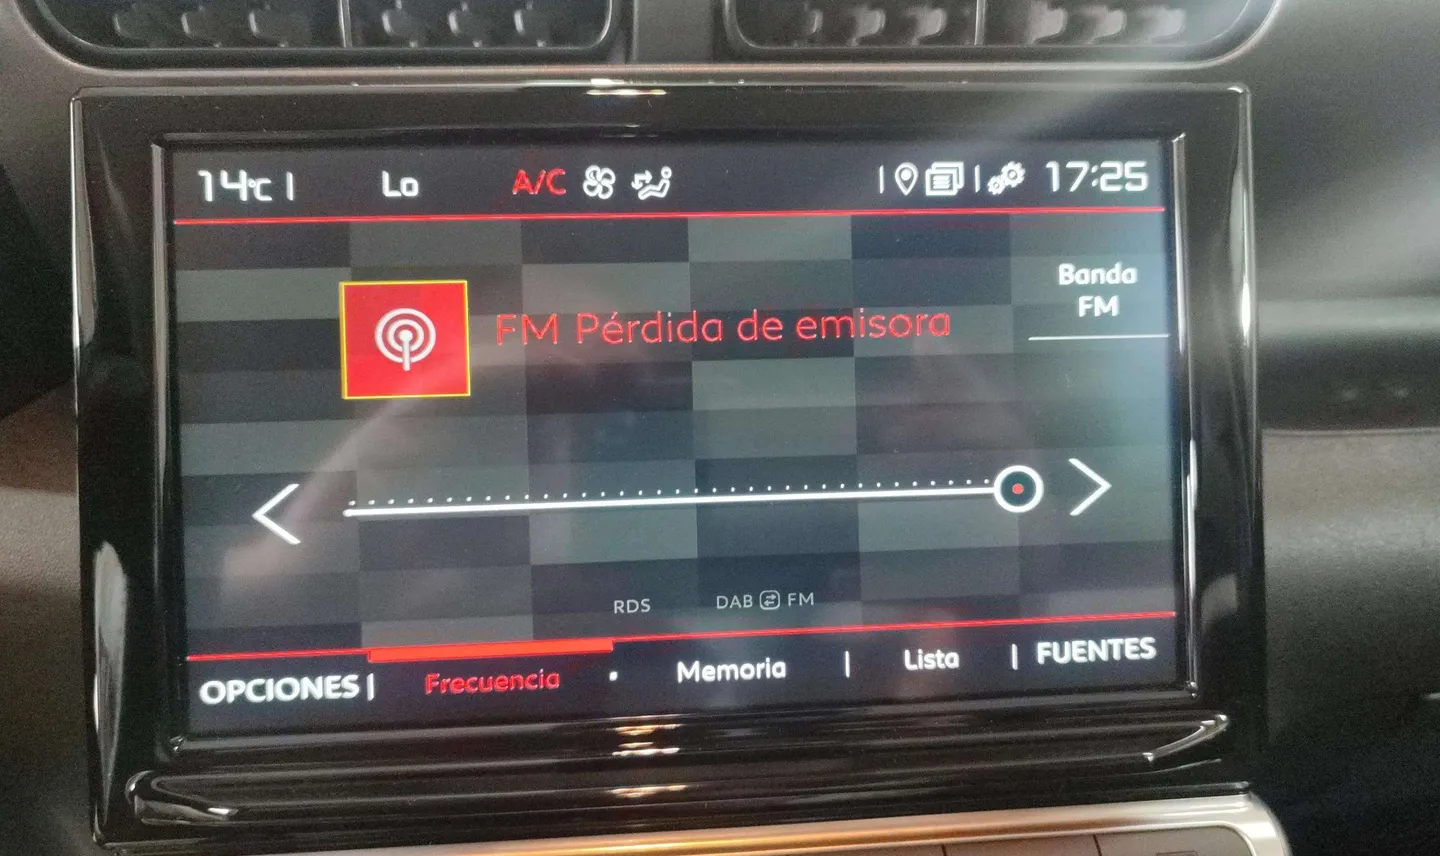 14°C Lo A/C 17:25
Banda
FM
FM Pérdida de emisora
RDS DAB FM
OPCIONES Frecuencia Memoria Lista FUENTES